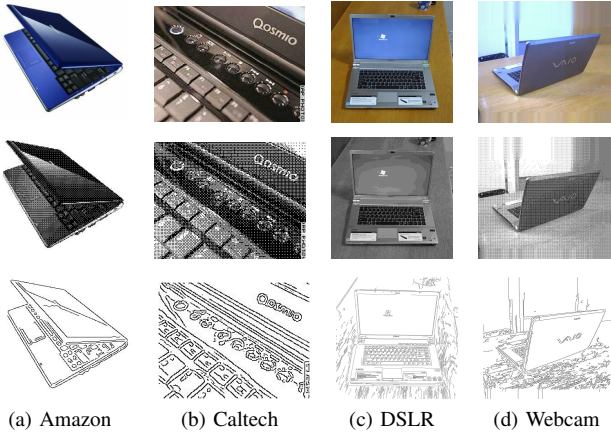 Qosmio
VAIO
Qosmio
VAIO
Qosmio
VAIO
(a) Amazon
(b) Caltech
(c) DSLR
(d) Webcam